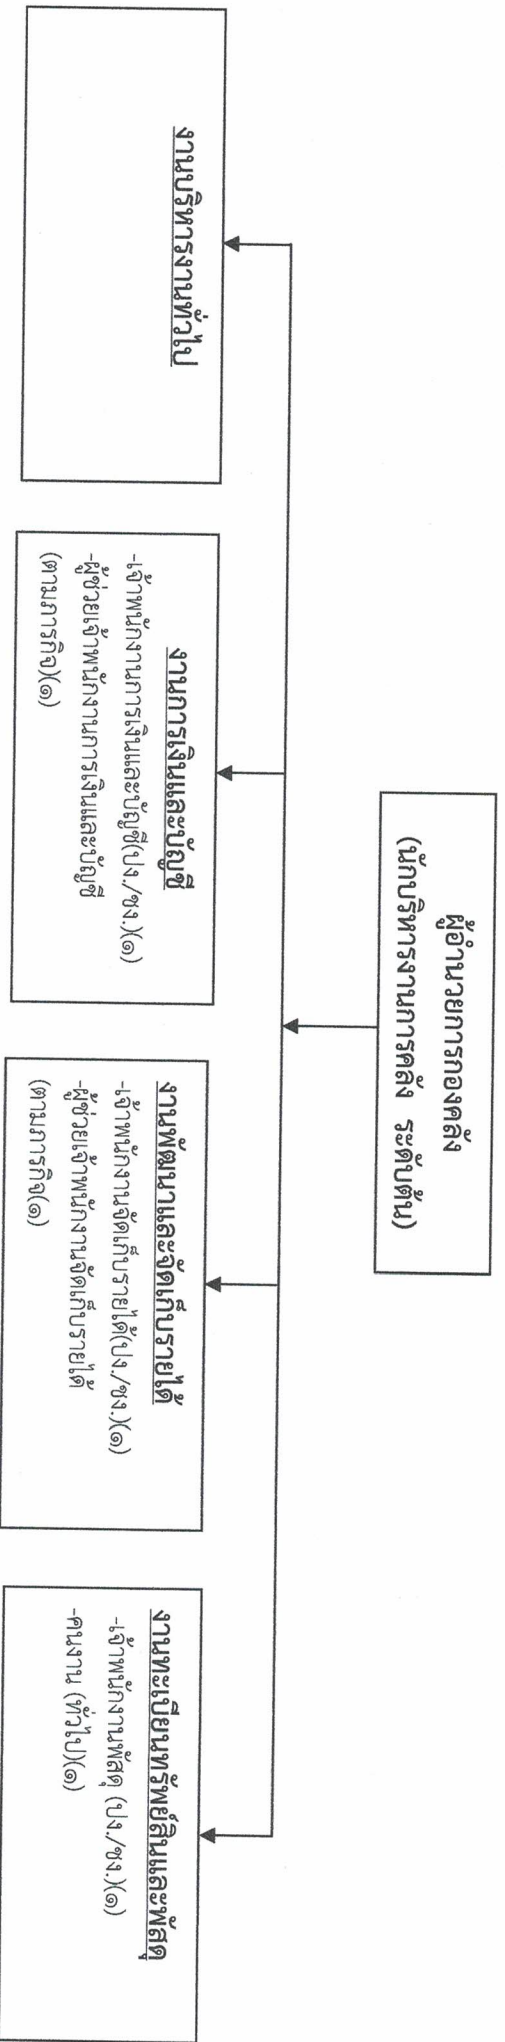 ผู้อำนวยการกองคลัง
(นักบริหารงานการคลัง ระดับต้น)
งานบริหารงานทั่วไป
งานการเงินและบัญชี
-เจ้าพนักงานการเงินและบัญชี(ปง./ชง.)(๑)
-ผู้ช่วยเจ้าพนักงานการเงินและบัญชี
(ตามภารกิจ)(๑)
งานพัฒนาและจัดเก็บรายได้
-เจ้าพนักงานจัดเก็บรายได้(ปง./ชง.)(๑)
-ผู้ช่วยเจ้าพนักงานจัดเก็บรายได้
(ตามภารกิจ(๑)
งานทะเบียนทรัพย์สินและพัสดุ
-เจ้าพนักงานพัสดุ (ปง./ชง.)(๑)
-คนงาน (ทั่วไป)(๑)